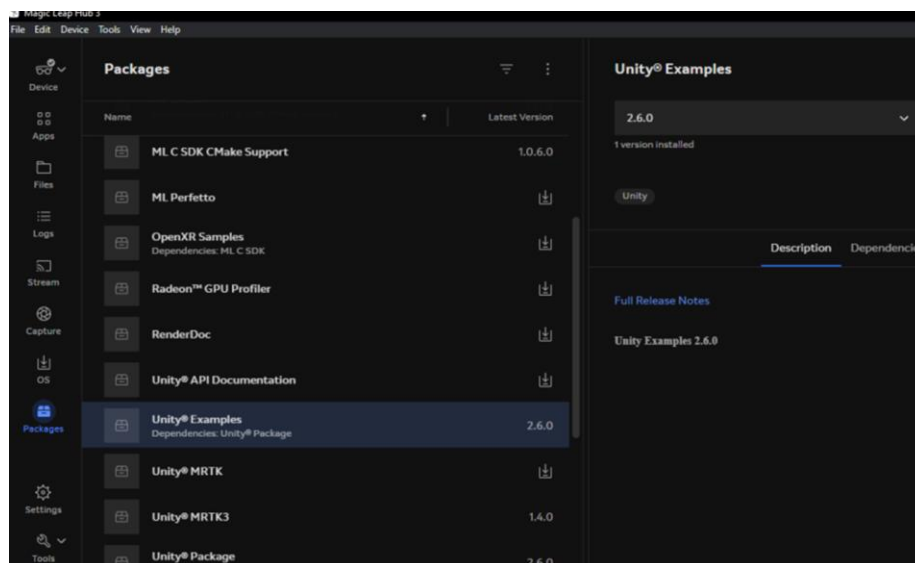 Magic Leap Hub 3
File Edit Device Tools View Help
Device
Apps
Files
Logs
Stream
Capture
OS
Packages
Settings
Tools
Packages
Name Latest Version
ML C SDK CMake Support 1.0.6.0
ML Perfetto
OpenXR Samples
Dependencies: ML C SDK
Radeon™ GPU Profiler
RenderDoc
Unity® API Documentation
Unity® Examples 2.6.0
Dependencies: Unity® Package
Unity® MRTK
Unity® MRTK3 1.4.0
Unity® Package 2.6.0
Unity® Examples
2.6.0
1 version installed
Unity
Description Dependencie
Full Release Notes
Unity Examples 2.6.0